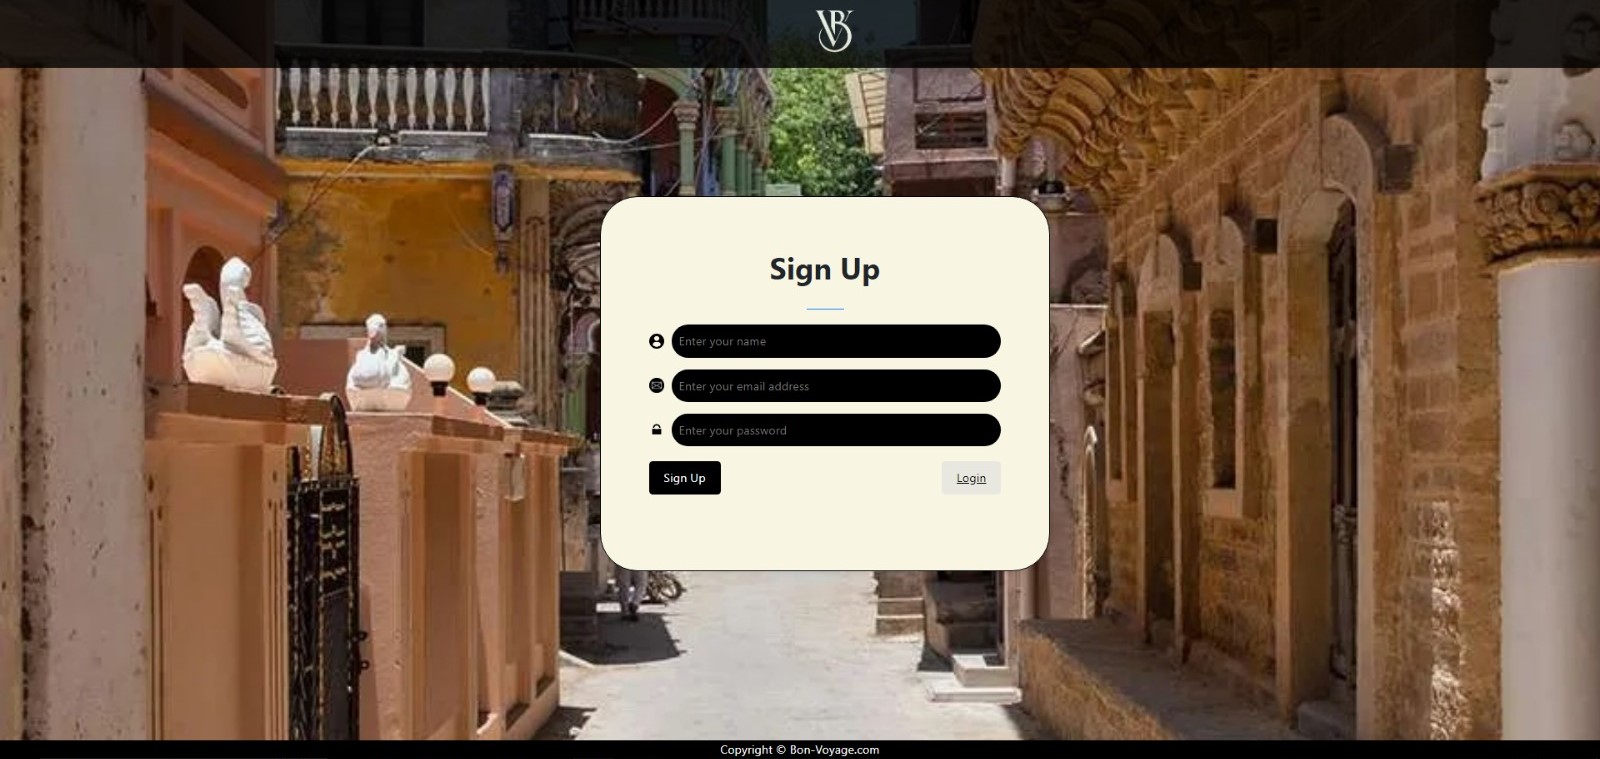 VB
Sign Up
Enter your name
Enter your email address
Enter your password
Sign Up Login
Copyright © Bon-Voyage.com